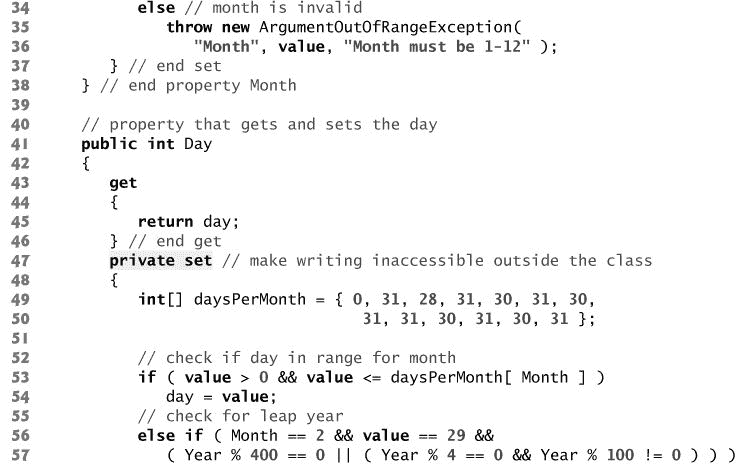 34 else // month is invalid
35 throw new ArgumentOutOfRangeException(
36 "Month", value, "Month must be 1-12" );
37 } // end set
38 } // end property Month
39
40 // property that gets and sets the day
41 public int Day
42 {
43 get
44 {
45 return day;
46 } // end get
47 private set // make writing inaccessible outside the class
48 {
49 int[] daysPerMonth = { 0, 31, 28, 31, 30, 31, 30,
50 31, 31, 30, 31, 30, 31 };
51
52 // check if day in range for month
53 if ( value > 0 && value <= daysPerMonth[ Month ] )
54 day = value;
55 // check for leap year
56 else if ( Month == 2 && value == 29 &&
57 ( Year % 400 == 0 || ( Year % 4 == 0 && Year % 100 != 0 ) ) )